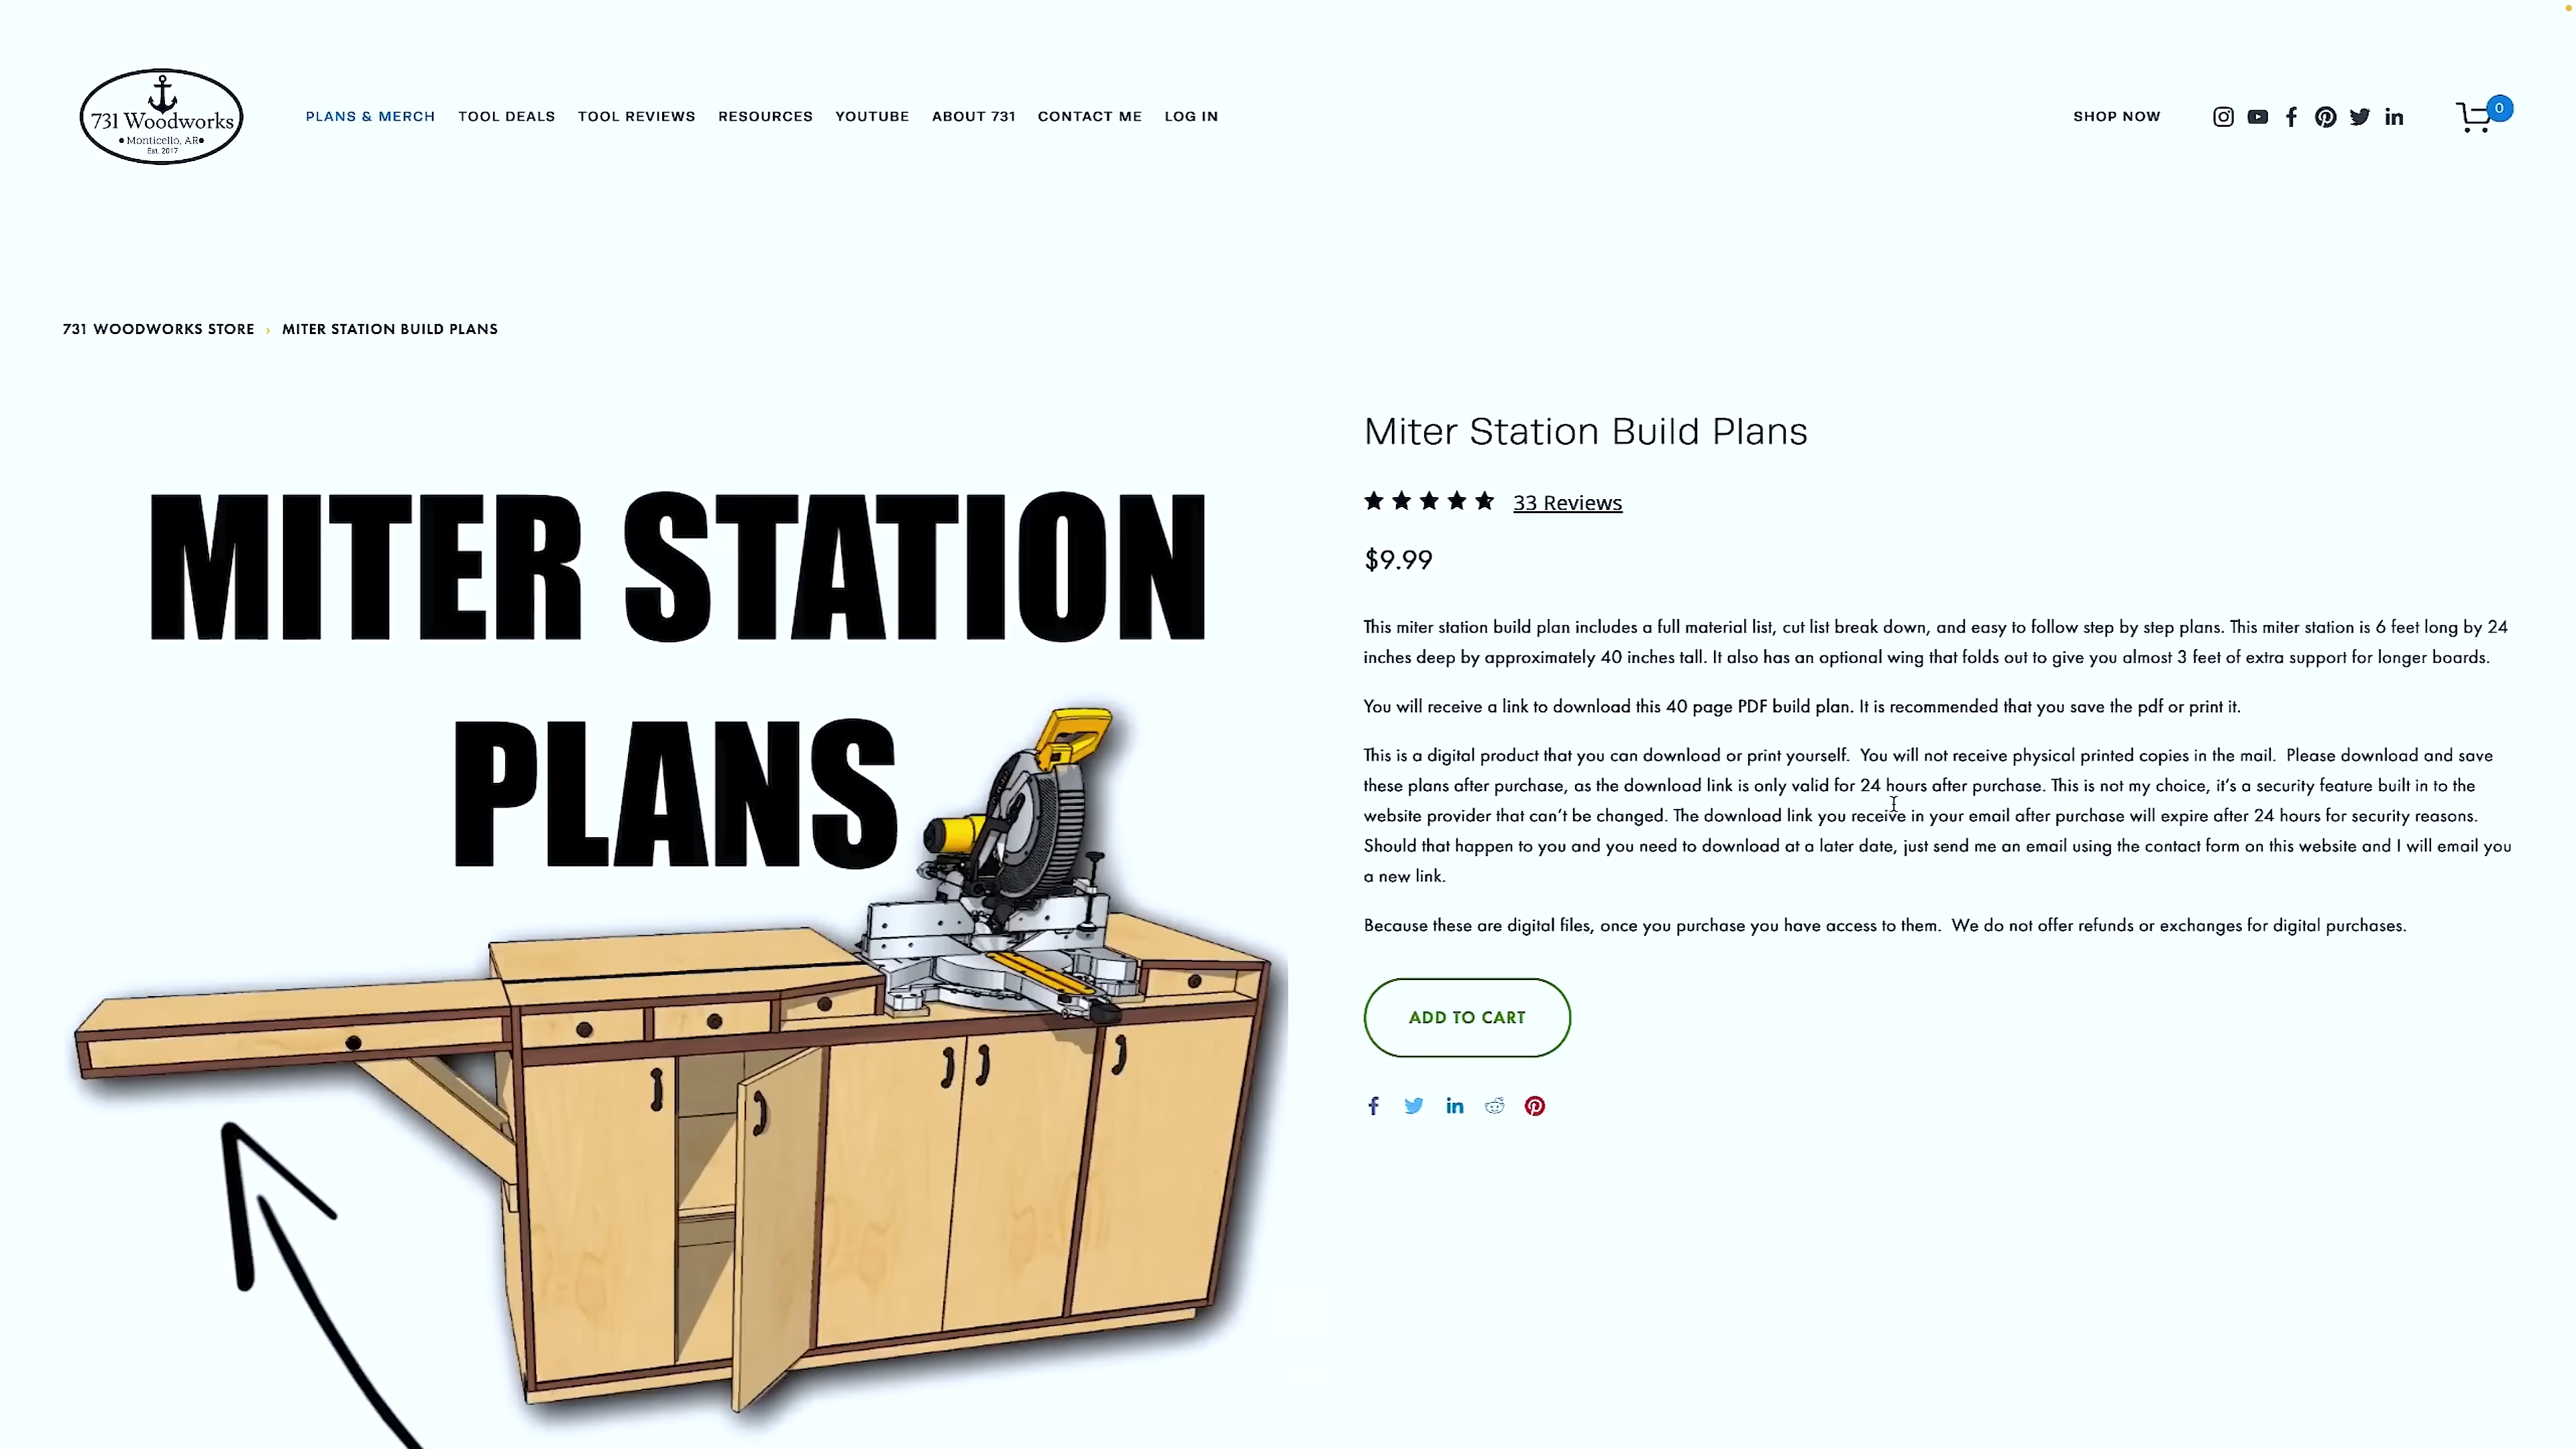 731 Woodworks
• Monticello, AR•
Est. 2017
PLANS & MERCH TOOL DEALS TOOL REVIEWS RESOURCES YOUTUBE ABOUT 731 CONTACT ME LOG IN
SHOP NOW
0
731 WOODWORKS STORE › MITER STATION BUILD PLANS
MITER STATION
PLANS
Miter Station Build Plans
33 Reviews
$9.99
This miter station build plan includes a full material list, cut list break down, and easy to follow step by step plans. This miter station is 6 feet long by 24
inches deep by approximately 40 inches tall. It also has an optional wing that folds out to give you almost 3 feet of extra support for longer boards.
You will receive a link to download this 40 page PDF build plan. It is recommended that you save the pdf or print it.
This is a digital product that you can download or print yourself.  You will not receive physical printed copies in the mail.  Please download and save
these plans after purchase, as the download link is only valid for 24 hours after purchase. This is not my choice, it’s a security feature built in to the
website provider that can’t be changed. The download link you receive in your email after purchase will expire after 24 hours for security reasons.
Should that happen to you and you need to download at a later date, just send me an email using the contact form on this website and I will email you
a new link.
Because these are digital files, once you purchase you have access to them.  We do not offer refunds or exchanges for digital purchases.
ADD TO CART